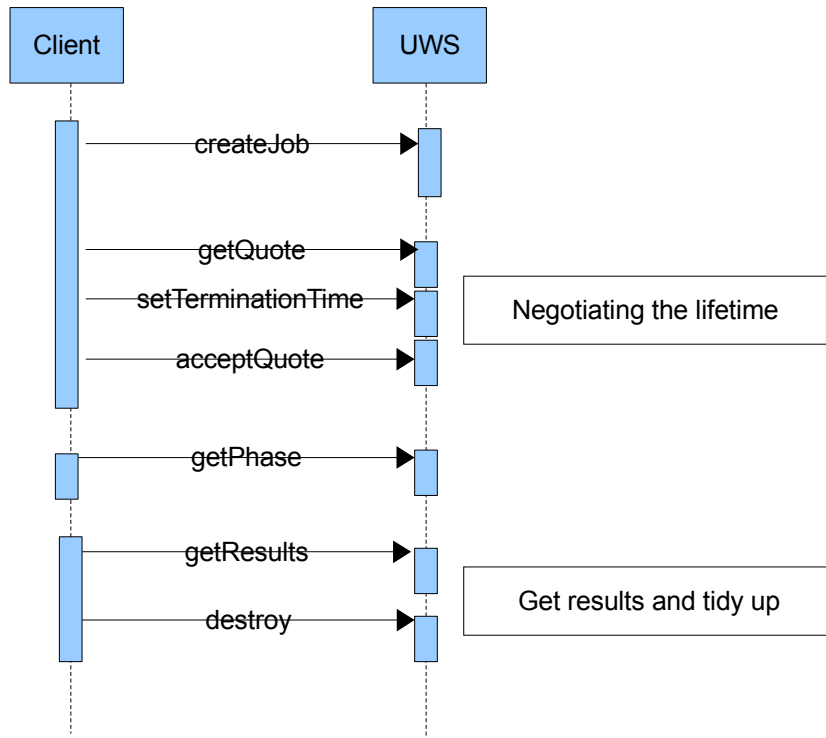 Client
UWS
createJob
getQuote
setTerminationTime
Negotiating the lifetime
acceptQuote
getPhase
getResults
Get results and tidy up
destroy